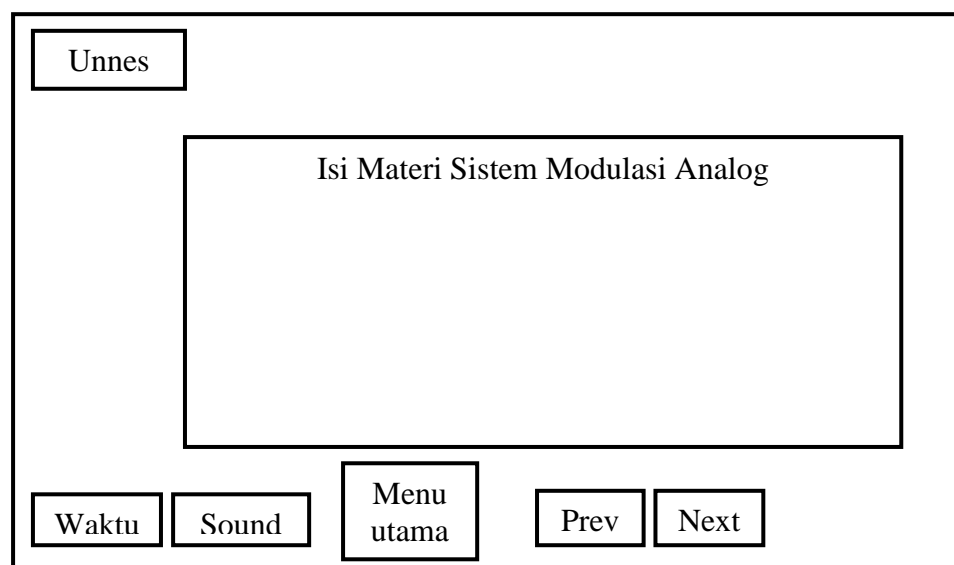 Unnes
Isi Materi Sistem Modulasi Analog
Waktu
Sound
Menu
utama
Prev
Next